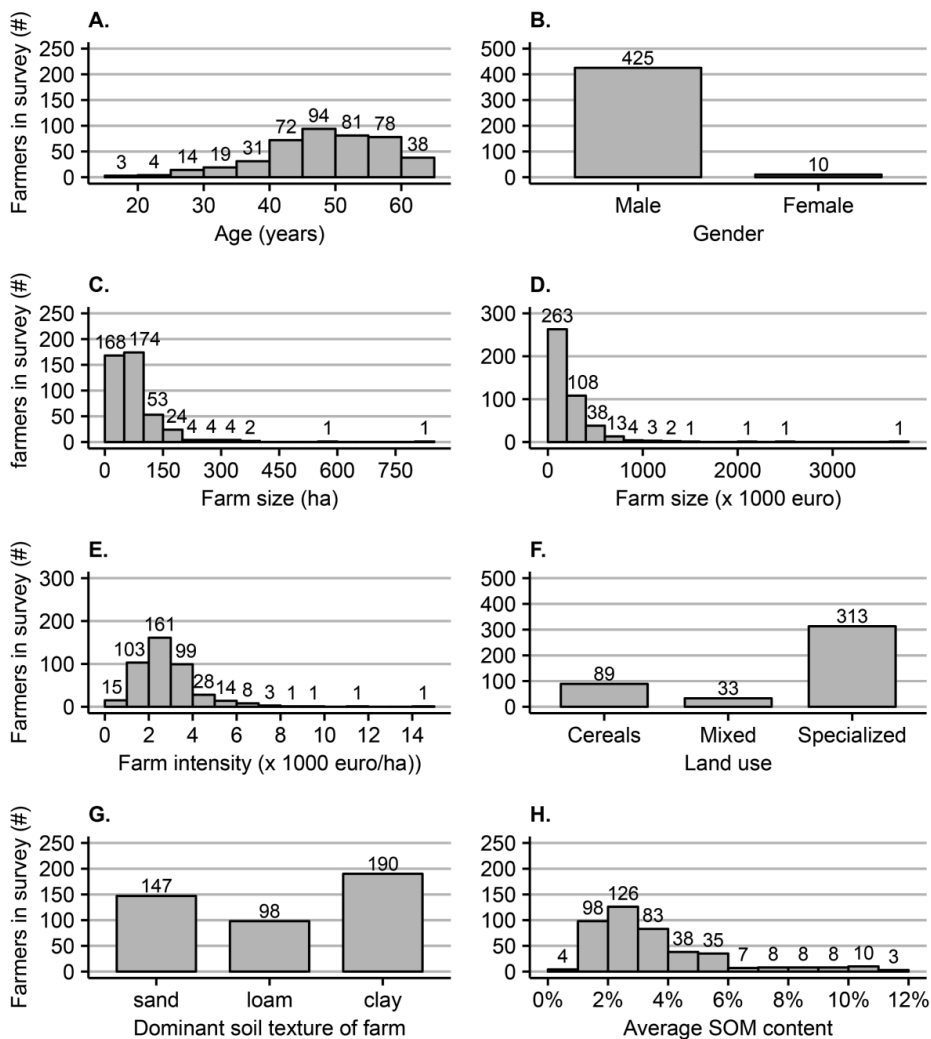 A.
Farmers in survey (#)
250
200
150
100
50
0
3 4 14 19 31 72 94 81 78 38
20 30 40 50 60
Age (years)
B.
500
400
300
200
100
0
425
10
Male Female
Gender
C.
farmers in survey (#)
250
200
150
100
50
0
168 174 53 24 4 4 4 2 1 1
0 150 300 450 600 750
Farm size (ha)
D.
300
200
100
0
263
108
38 13 4 3 2 1 1 1 1
0 1000 2000 3000
Farm size (x 1000 euro)
E.
Farmers in survey (#)
300
200
100
0
15 103 161 99 28 14 8 3 1 1 1 1
0 2 4 6 8 10 12 14
Farm intensity (x 1000 euro/ha))
F.
500
400
300
200
100
0
89 33 313
Cereals Mixed Specialized
Land use
G.
Farmers in survey (#)
250
200
150
100
50
0
147 98 190
sand loam clay
Dominant soil texture of farm
H.
250
200
150
100
50
0
4 98 126 83 38 35 7 8 8 8 10 3
0% 2% 4% 6% 8% 10% 12%
Average SOM content